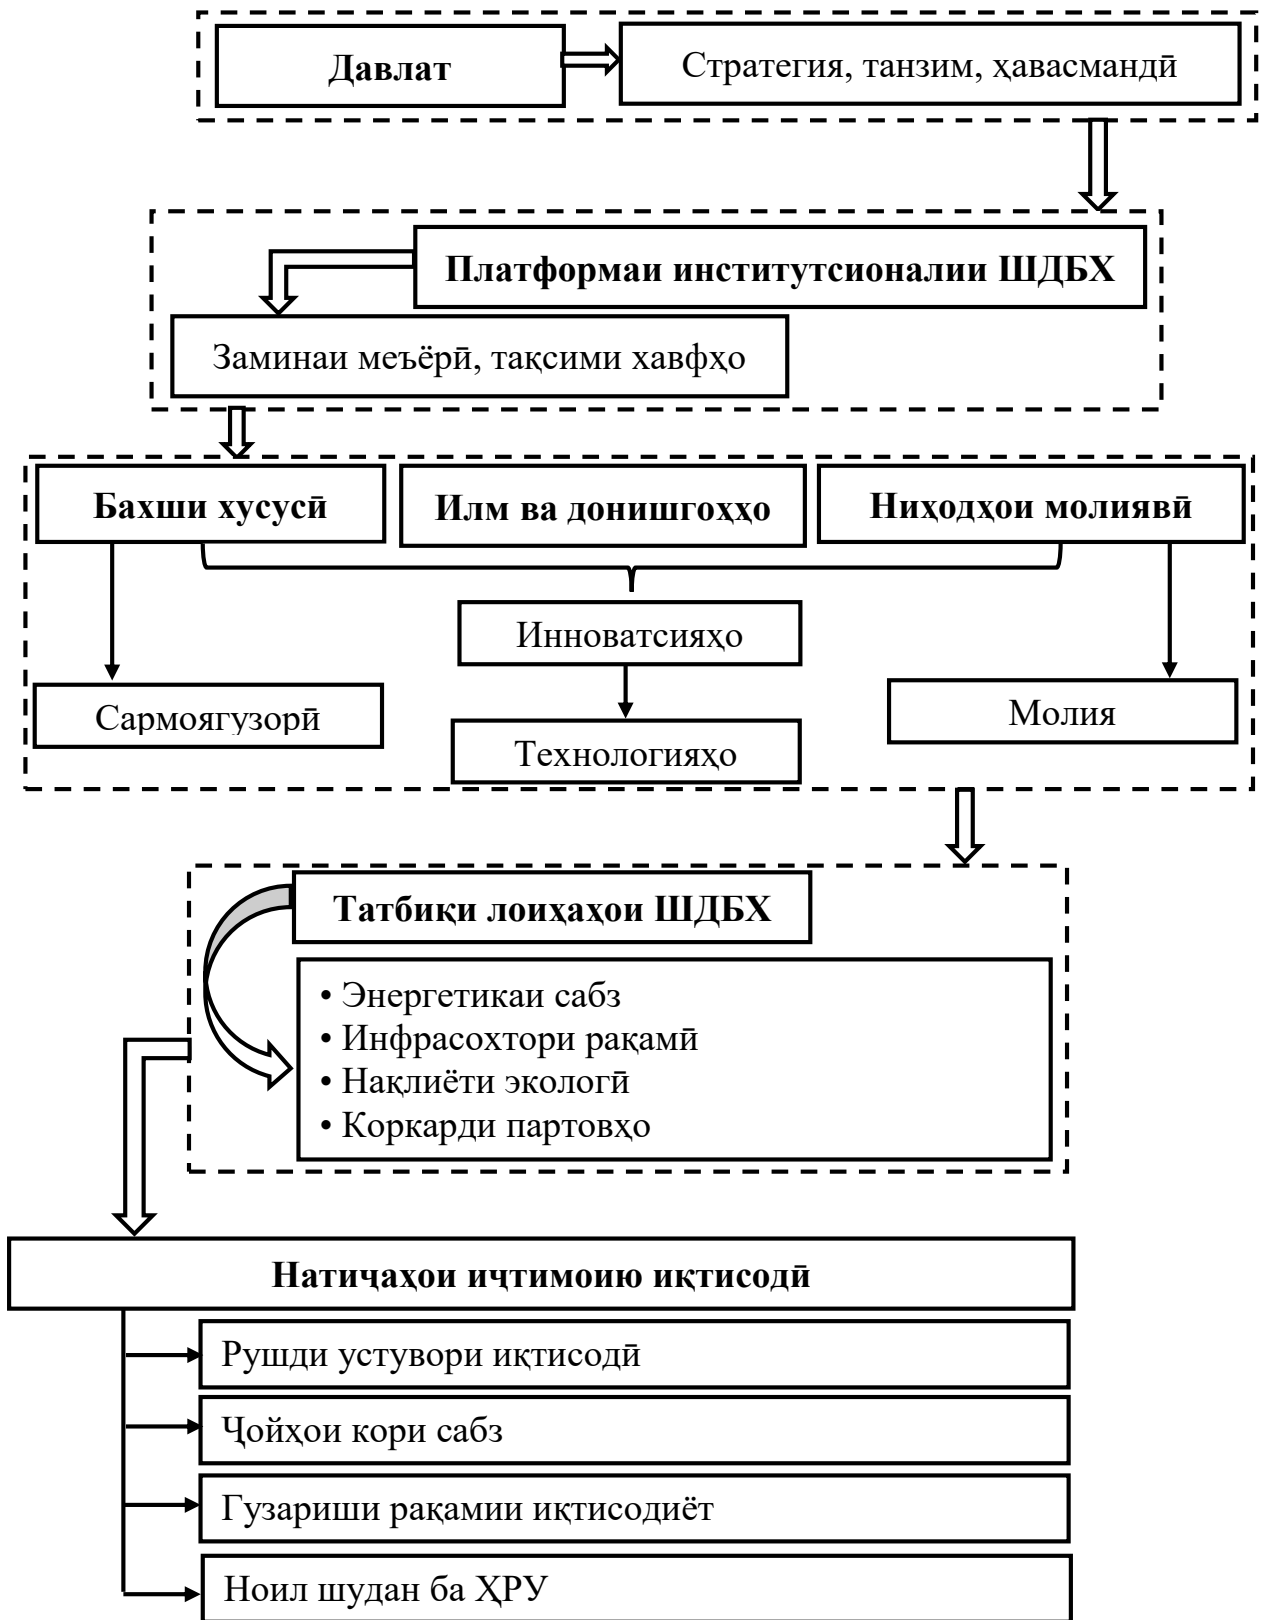 Давлат
Стратегия, танзим, ҳавасмандӣ
Платформаи институтсионалии ШДБХ
Заминаи меъёрӣ, тақсими хавфҳо
Бахши хусусӣ
Илм ва донишгоҳҳо
Ниҳодҳои молиявӣ
Инноватсияҳо
Сармоягузорӣ
Молия
Технологияҳо
Татбиқи лоиҳаҳои ШДБХ
• Энергетикаи сабз
• Инфрасохтори рақамӣ
• Нақлиёти экологӣ
• Коркарди партовҳо
Натиҷаҳои иҷтимоию иқтисодӣ
Рушди устувори иқтисодӣ
Ҷойҳои кори сабз
Гузариши рақамии иқтисодиёт
Ноил шудан ба ҲРУ